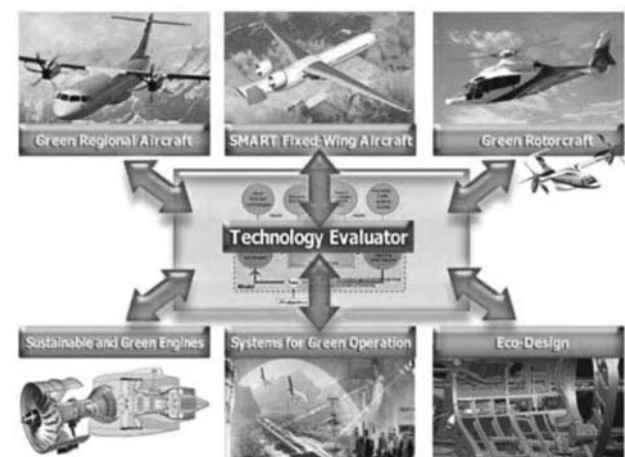 Green Regional Aircraft
SMART Fixed-Wing Aircraft
Green Rotorcraft
Technology Evaluator
Sustainable and Green Engines
Systems for Green Operation
Eco-Design